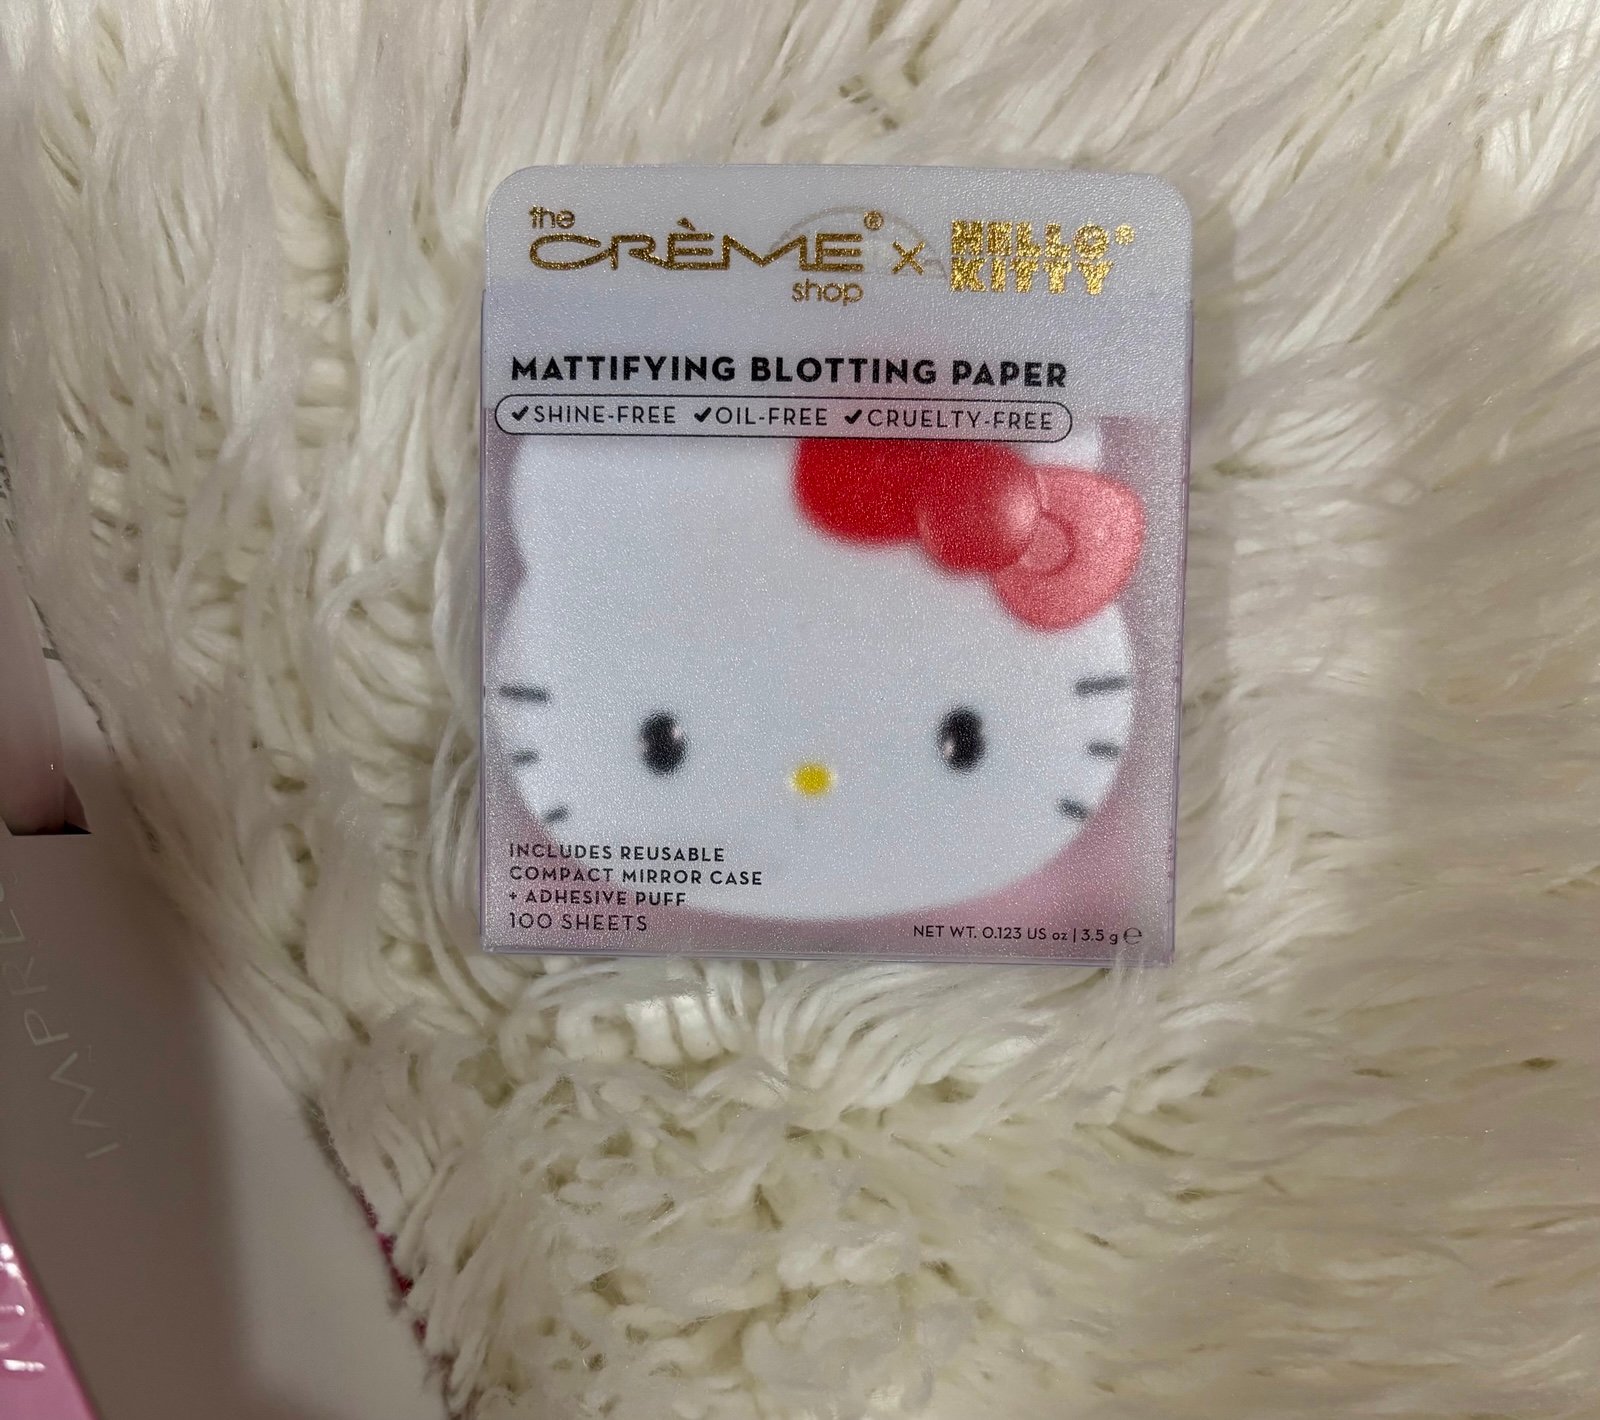 the
CRÈME® x HELLO®
shop KITTY
MATTIFYING BLOTTING PAPER
✓SHINE-FREE ✓OIL-FREE ✓CRUELTY-FREE
INCLUDES REUSABLE
COMPACT MIRROR CASE
+ ADHESIVE PUFF
100 SHEETS
NET WT. 0.123 US oz | 3.5 g ℮